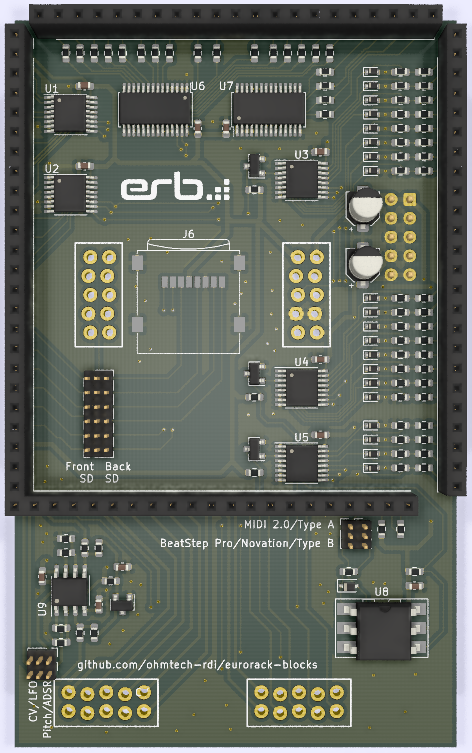 U1
U6
U7
U2
U3
erb
J6
U4
U5
Front Back
SD SD
MIDI 2.0/Type A
BeatStep Pro/Novation/Type B
U9
U8
github.com/ohmtech-rdi/eurorack-blocks
CV/LFO
Pitch/ADSR